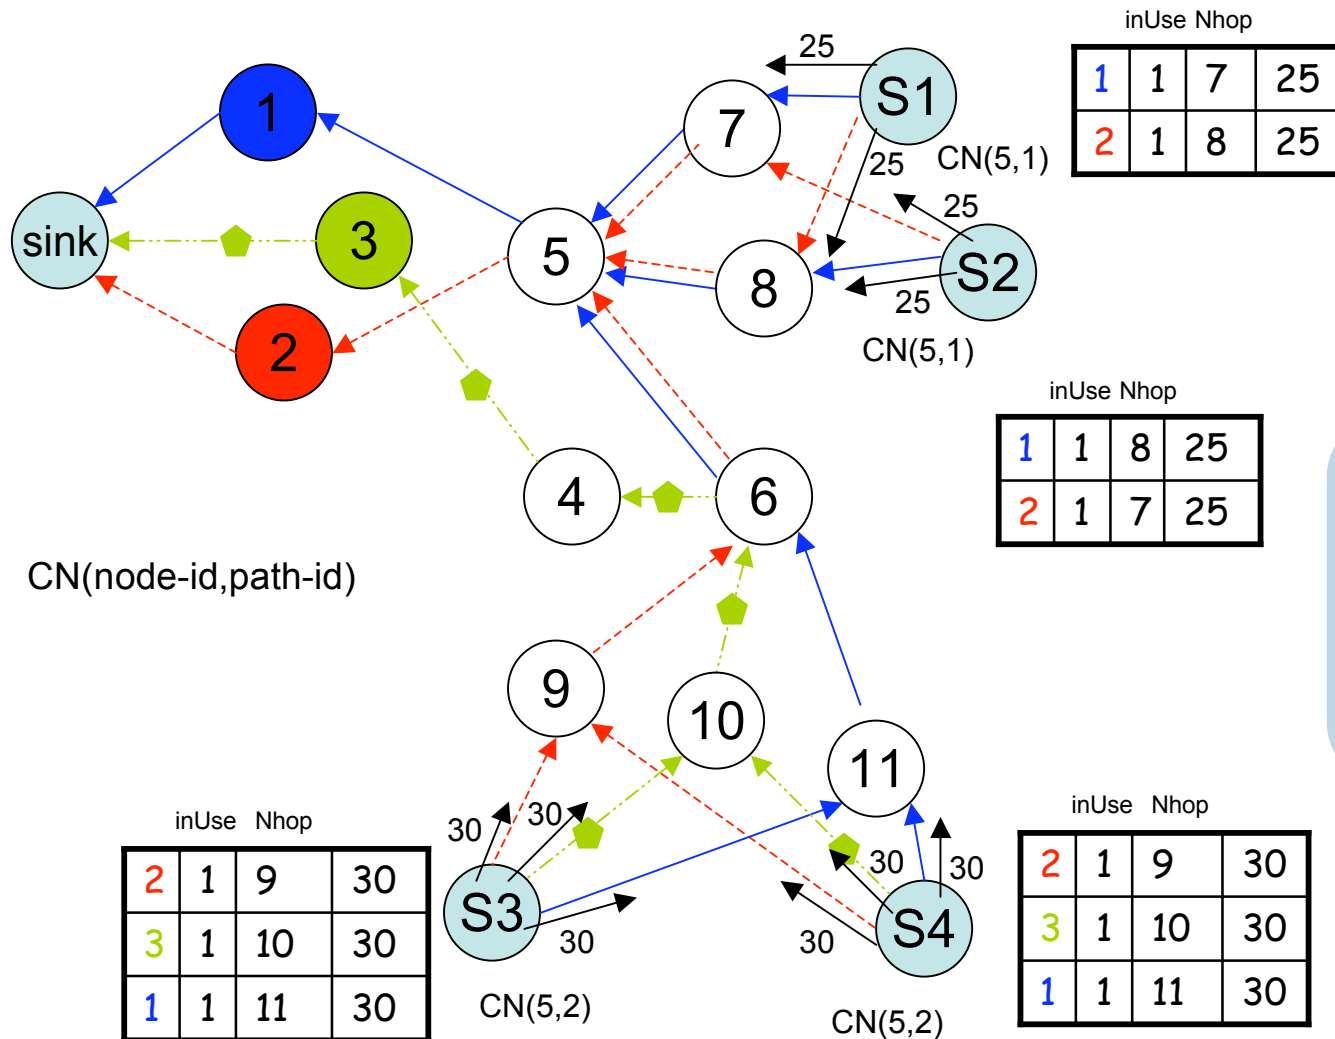 inUse Nhop
1 1 7 25
2 1 8 25
25
S1
7
1
25
CN(5,1)
25
sink
3
5
8
S2
25
2
CN(5,1)
inUse Nhop
1 1 8 25
2 1 7 25
4
6
CN(node-id,path-id)
9
10
11
inUse Nhop
2 1 9 30
3 1 10 30
1 1 11 30
30
30
S3
30
CN(5,2)
30
30
30
S4
CN(5,2)
inUse Nhop
2 1 9 30
3 1 10 30
1 1 11 30